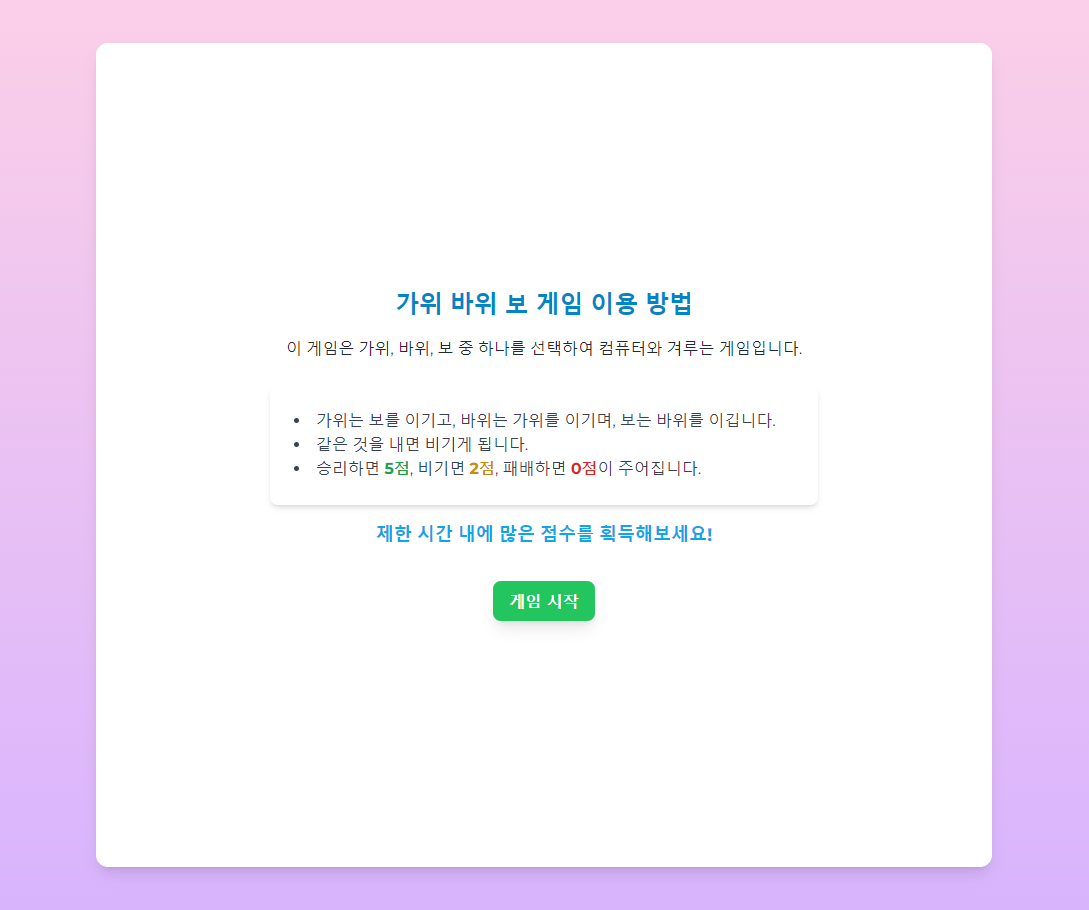 가위 바위 보 게임 이용 방법
이 게임은 가위, 바위, 보 중 하나를 선택하여 컴퓨터와 겨루는 게임입니다.
• 가위는 보를 이기고, 바위는 가위를 이기며, 보는 바위를 이깁니다.
• 같은 것을 내면 비기게 됩니다.
• 승리하면 5점, 비기면 2점, 패배하면 0점이 주어집니다.
제한 시간 내에 많은 점수를 획득해보세요!
게임 시작